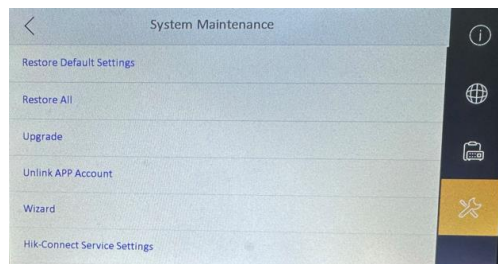 System Maintenance
Restore Default Settings
Restore All
Upgrade
Unlink APP Account
Wizard
Hik-Connect Service Settings